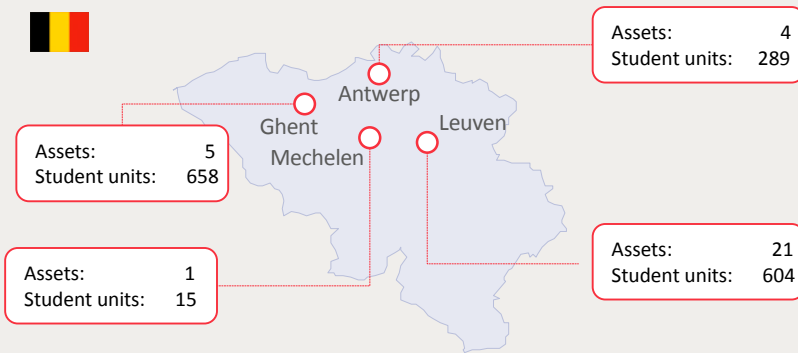 Assets: 4
Student units: 289
Antwerp
Ghent
Leuven
Mechelen
Assets: 5
Student units: 658
Assets: 1
Student units: 15
Assets: 21
Student units: 604